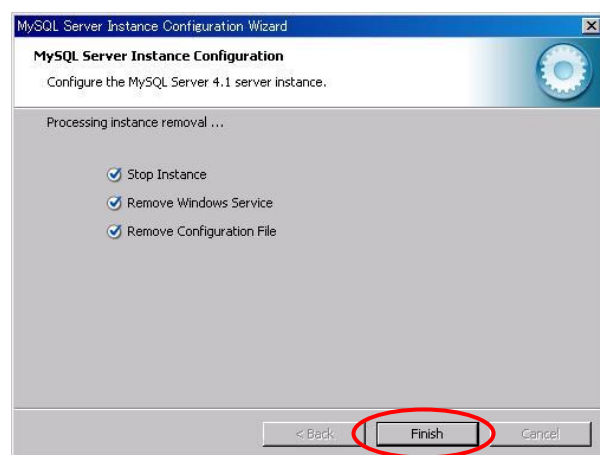 MySQL Server Instance Configuration Wizard
MySQL Server Instance Configuration
Configure the MySQL Server 4.1 server instance.
Processing instance removal ...
Stop Instance
Remove Windows Service
Remove Configuration File
< Back Finish Cancel